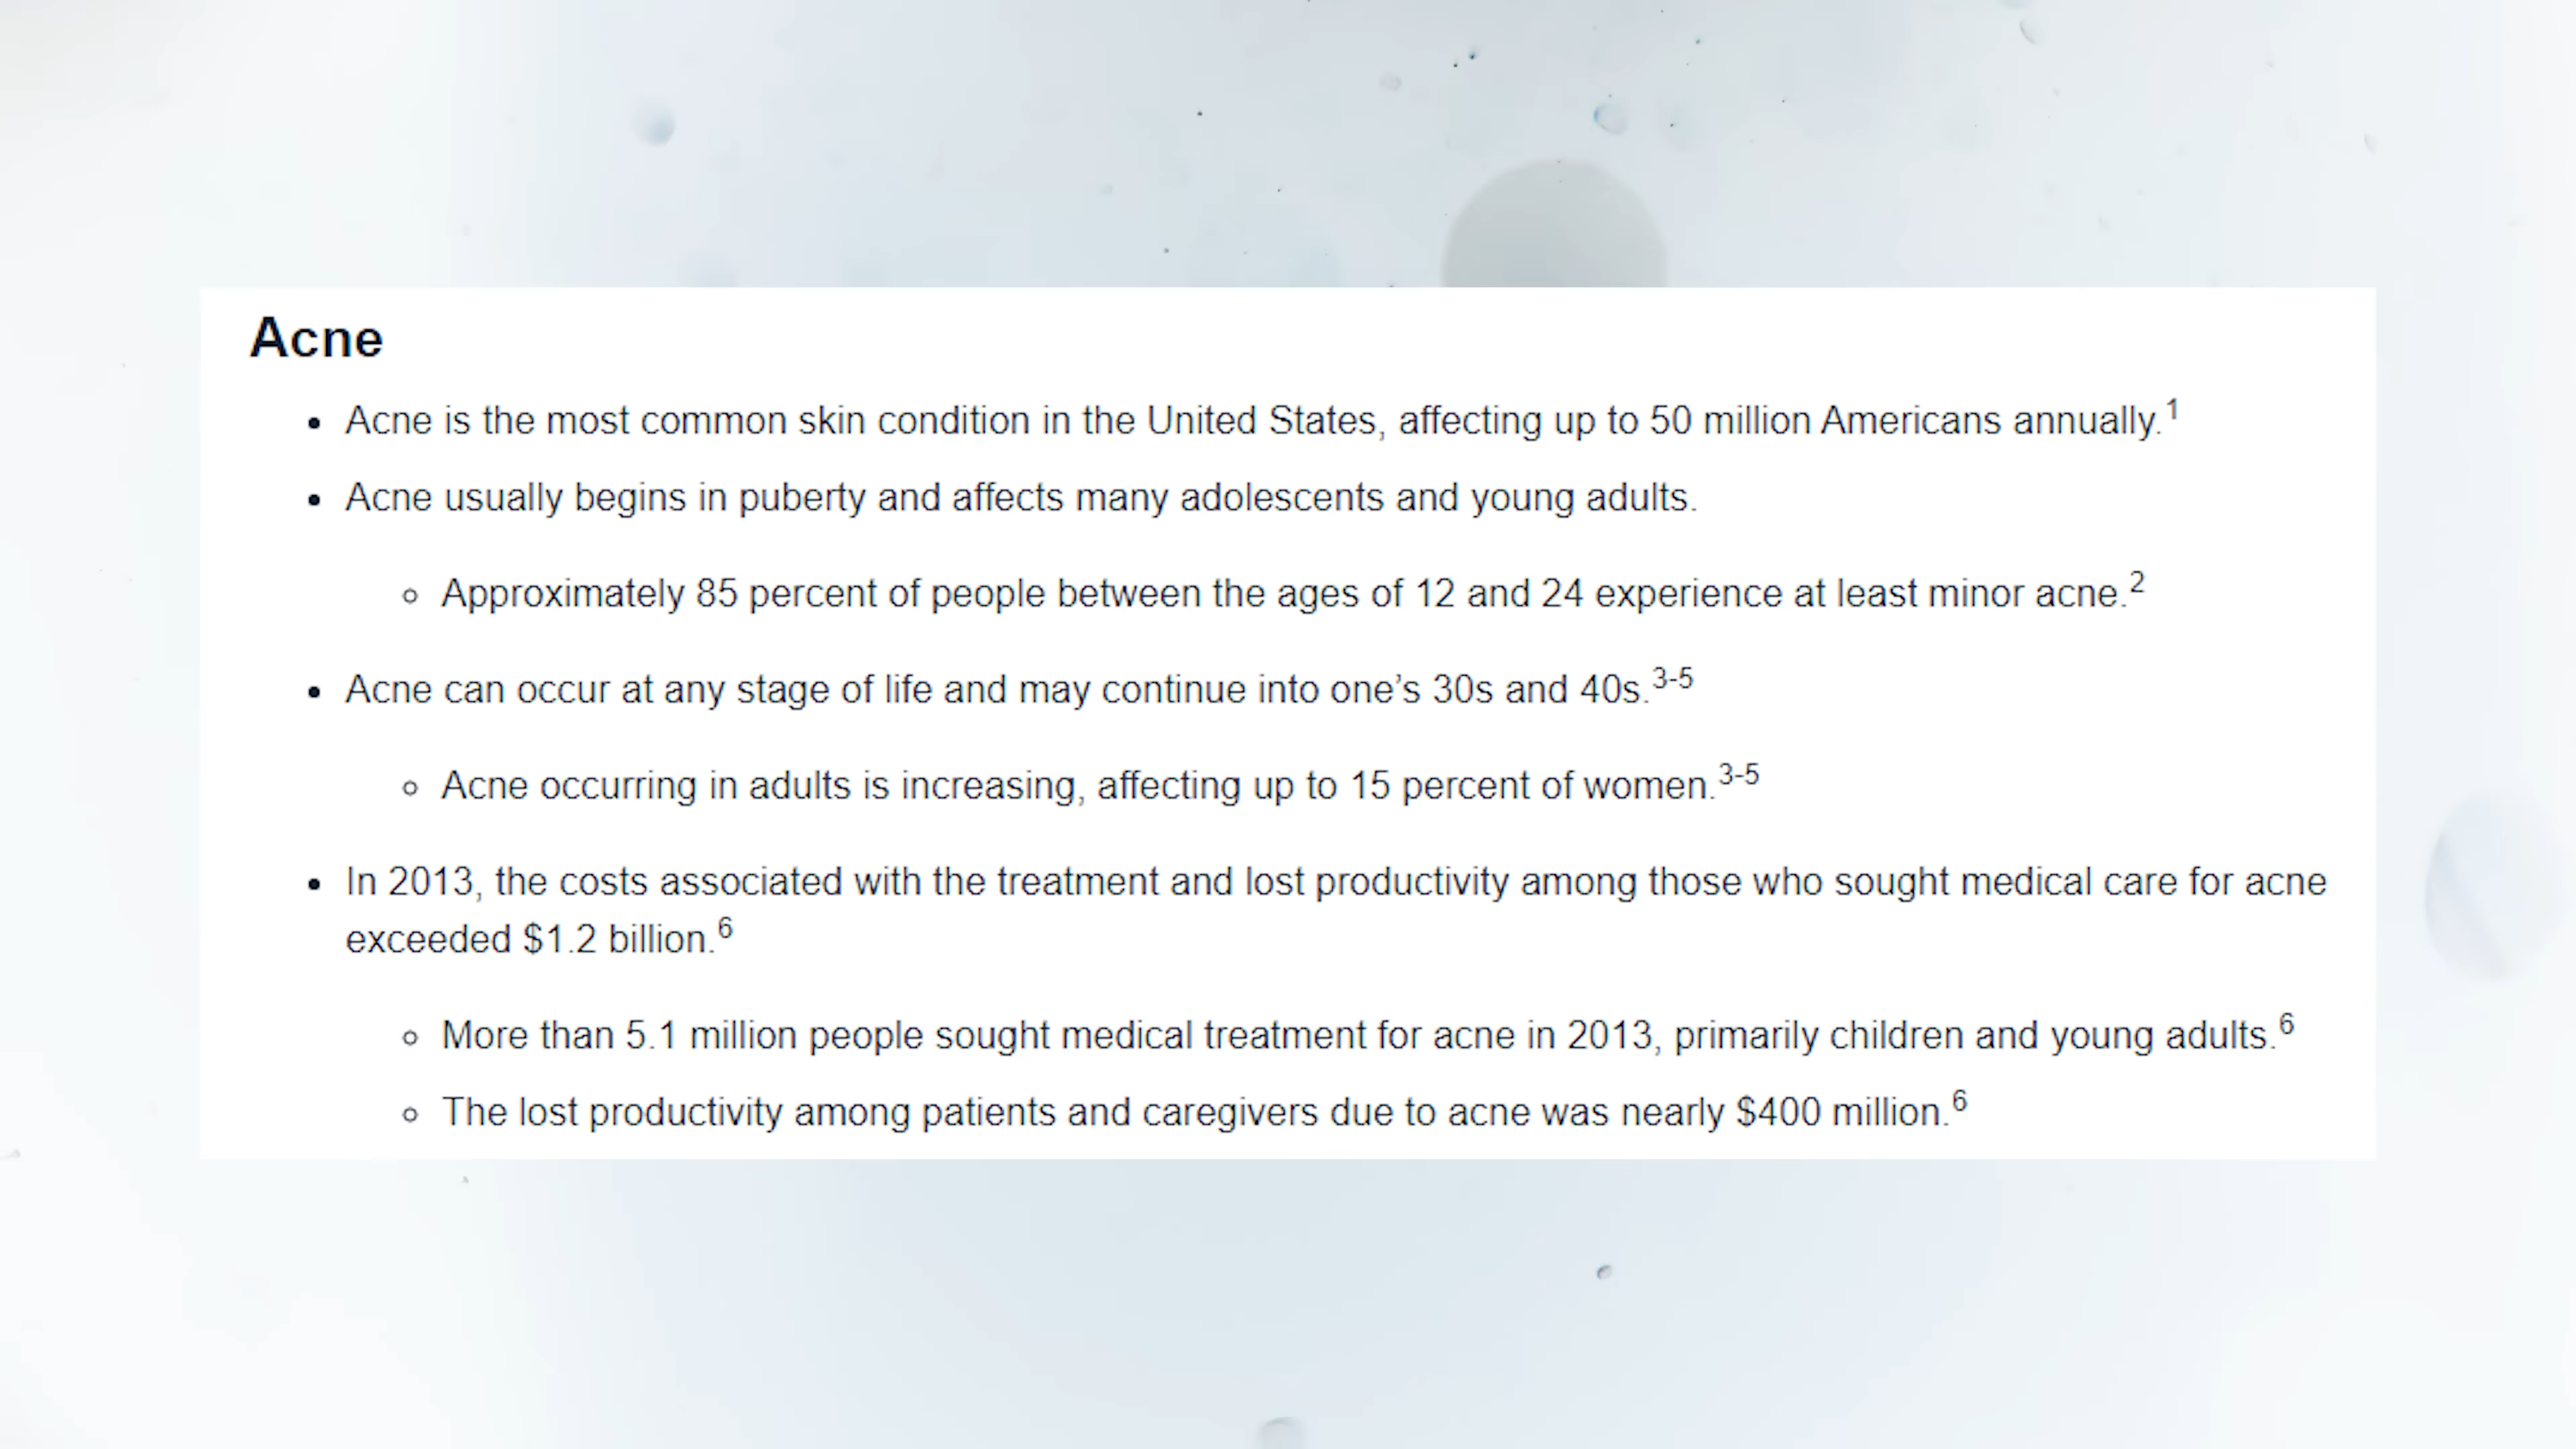 Acne
• Acne is the most common skin condition in the United States, affecting up to 50 million Americans annually.1
• Acne usually begins in puberty and affects many adolescents and young adults.
○ Approximately 85 percent of people between the ages of 12 and 24 experience at least minor acne.2
• Acne can occur at any stage of life and may continue into one’s 30s and 40s.3-5
○ Acne occurring in adults is increasing, affecting up to 15 percent of women.3-5
• In 2013, the costs associated with the treatment and lost productivity among those who sought medical care for acne
exceeded $1.2 billion.6
○ More than 5.1 million people sought medical treatment for acne in 2013, primarily children and young adults.6
○ The lost productivity among patients and caregivers due to acne was nearly $400 million.6